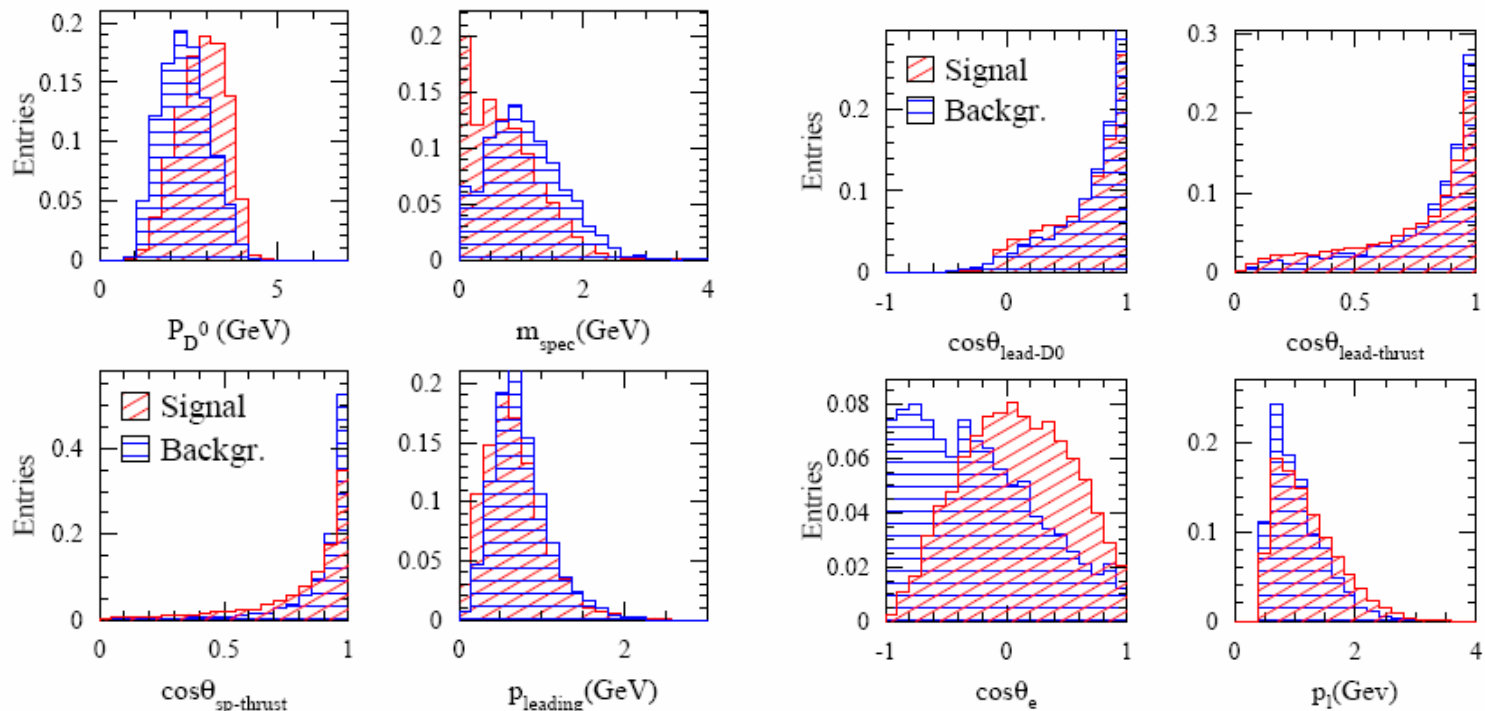 0.2
0.15
0.1
0.05
0
Entries
0 5
P_D⁰ (GeV)
0.2
0.15
0.1
0.05
0
0 2 4
m_spec(GeV)
Signal
Backgr.
0.2
0.1
0
Entries
-1 0 1
cosθ_lead-D0
0.3
0.2
0.1
0
0 0.5 1
cosθ_lead-thrust
Signal
Backgr.
0.4
0.2
0
Entries
0 0.5 1
cosθ_sp-thrust
0.2
0.15
0.1
0.05
0
0 2
p_leading(GeV)
0.08
0.06
0.04
0.02
0
Entries
-1 0 1
cosθ_e
0.2
0.1
0
0 2 4
p_l(Gev)